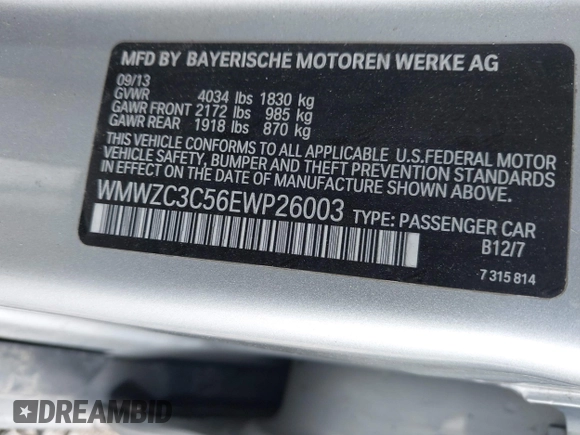 MFD BY BAYERISCHE MOTOREN WERKE AG
09/13
GVWR 4034 lbs 1830 kg
GAWR FRONT 2172 lbs 985 kg
GAWR REAR 1918 lbs 870 kg
THIS VEHICLE CONFORMS TO ALL APPLICABLE U.S. FEDERAL MOTOR
VEHICLE SAFETY, BUMPER AND THEFT PREVENTION STANDARDS
IN EFFECT ON THE DATE OF MANUFACTURE SHOWN ABOVE.
WMWZC3C56EWP26003 TYPE: PASSENGER CAR
B12/7
7 315 814
DREAMBID